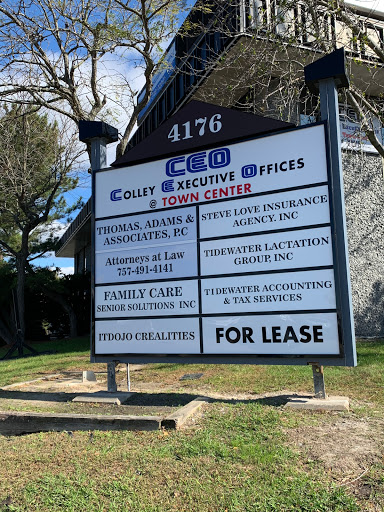 4176
CEO
COLLEY EXECUTIVE OFFICES
@ TOWN CENTER
THOMAS, ADAMS &
ASSOCIATES, P.C
Attorneys at Law
757-491-4141
FAMILY CARE
SENIOR SOLUTIONS INC
ITDOJO CREALITIES
STEVE LOVE INSURANCE
AGENCY. INC
TIDEWATER LACTATION
GROUP, INC
TIDEWATER ACCOUNTING
& TAX SERVICES
FOR LEASE